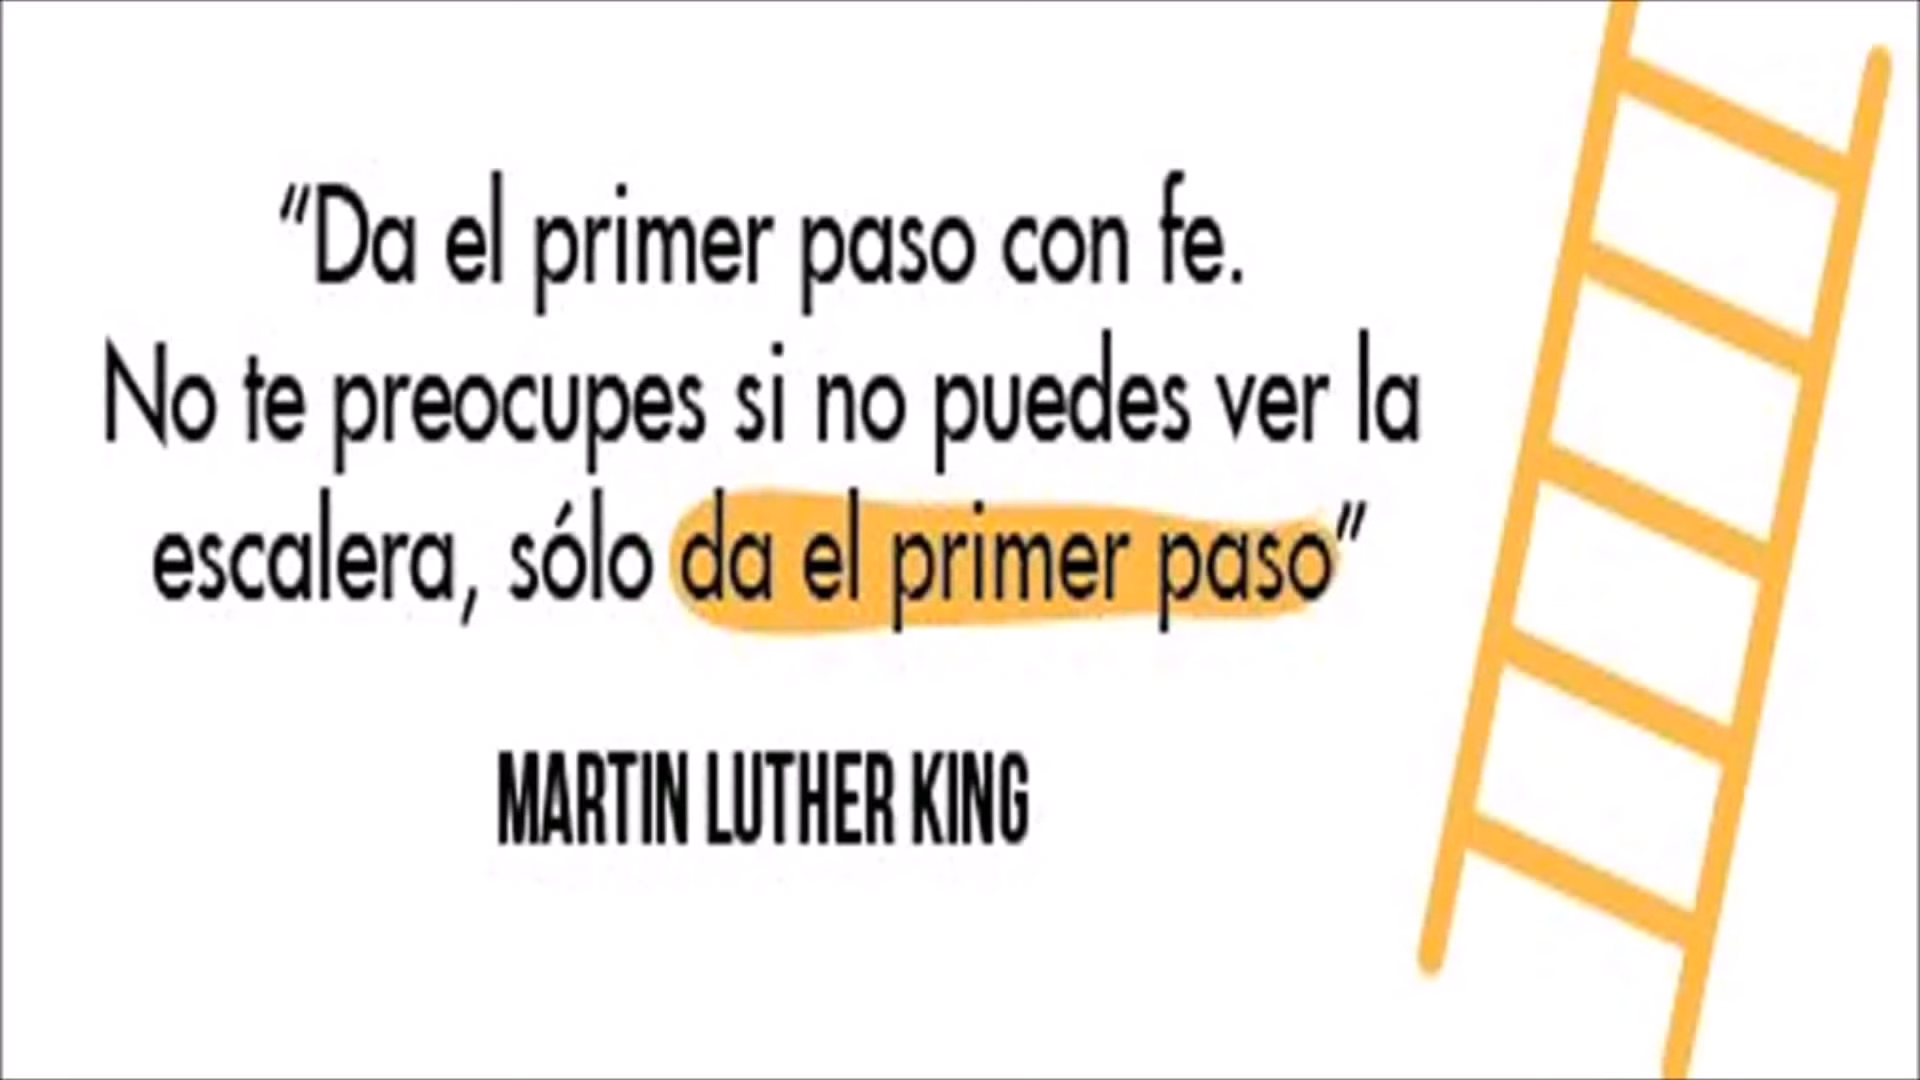 “Da el primer paso con fe.
No te preocupes si no puedes ver la
escalera, sólo da el primer paso”
MARTIN LUTHER KING